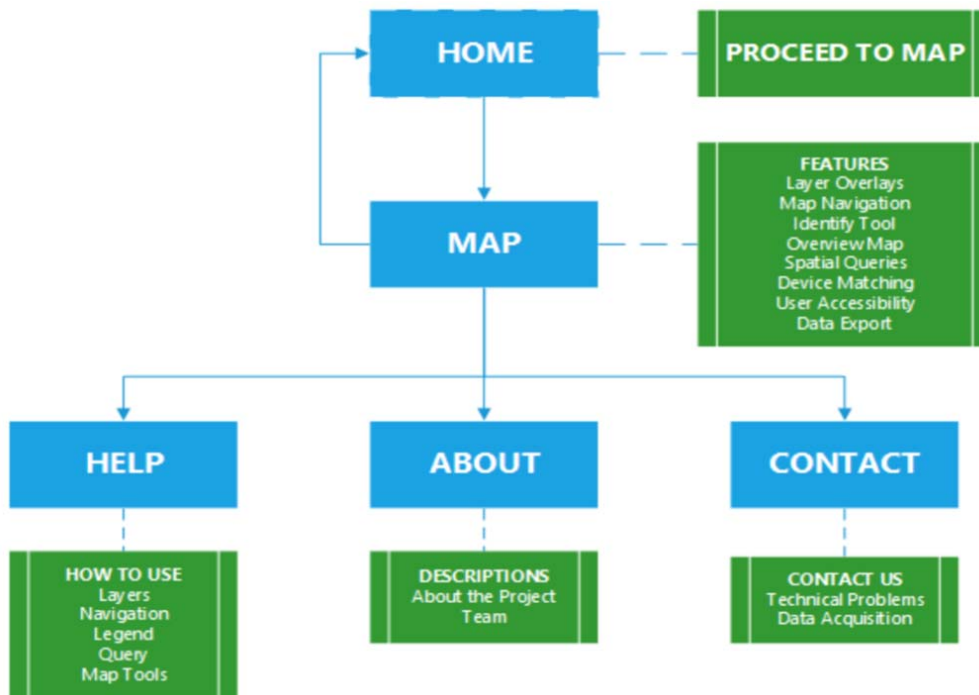 HOME
PROCEED TO MAP
MAP
FEATURES
Layer Overlays
Map Navigation
Identify Tool
Overview Map
Spatial Queries
Device Matching
User Accessibility
Data Export
HELP
ABOUT
CONTACT
HOW TO USE
Layers
Navigation
Legend
Query
Map Tools
DESCRIPTIONS
About the Project
Team
CONTACT US
Technical Problems
Data Acquisition